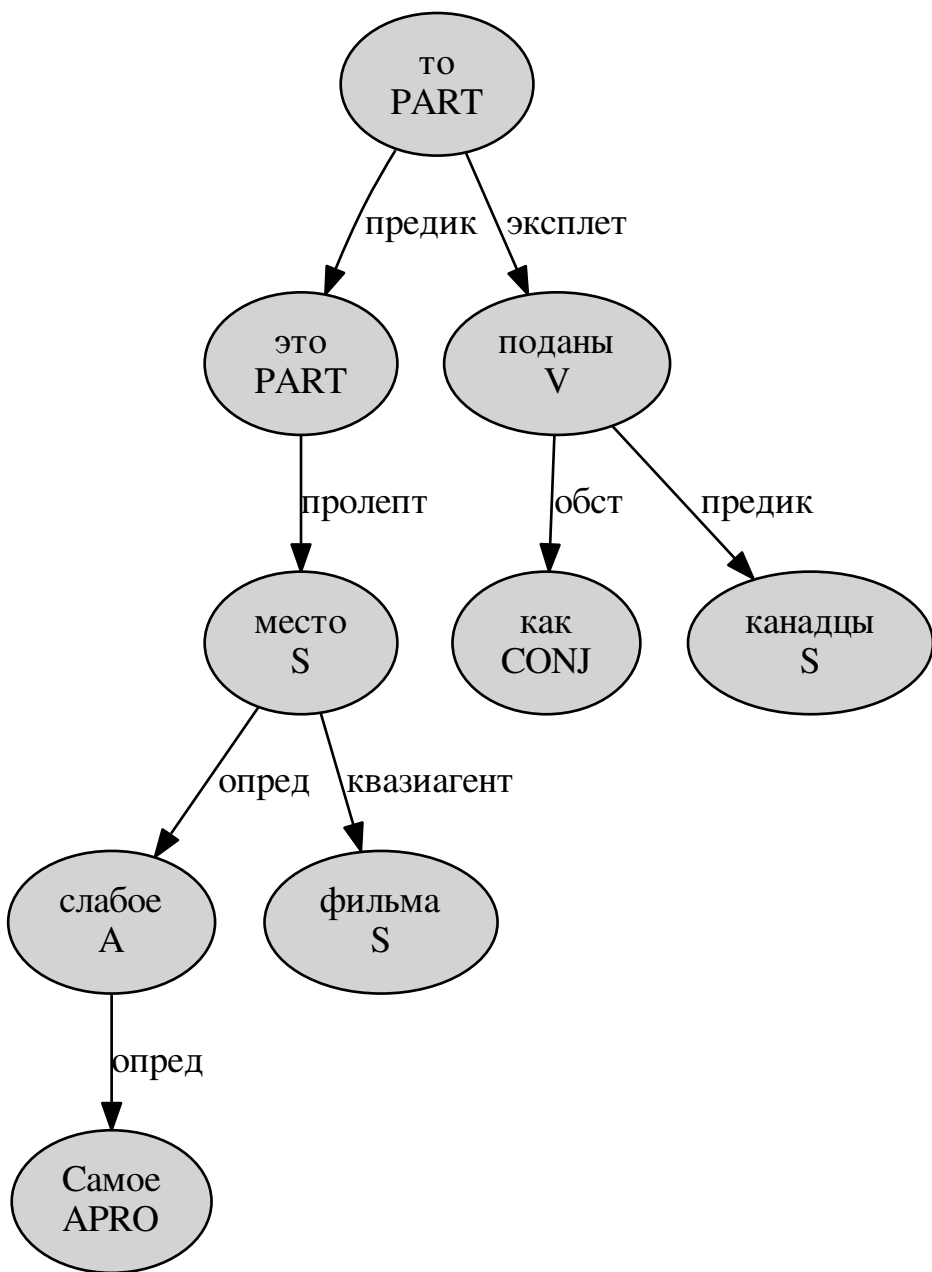 то
PART
предик
эксплет
это
PART
поданы
V
пролепт
обст
предик
место
S
как
CONJ
канадцы
S
опред
квазиагент
слабое
A
фильма
S
опред
Самое
APRO